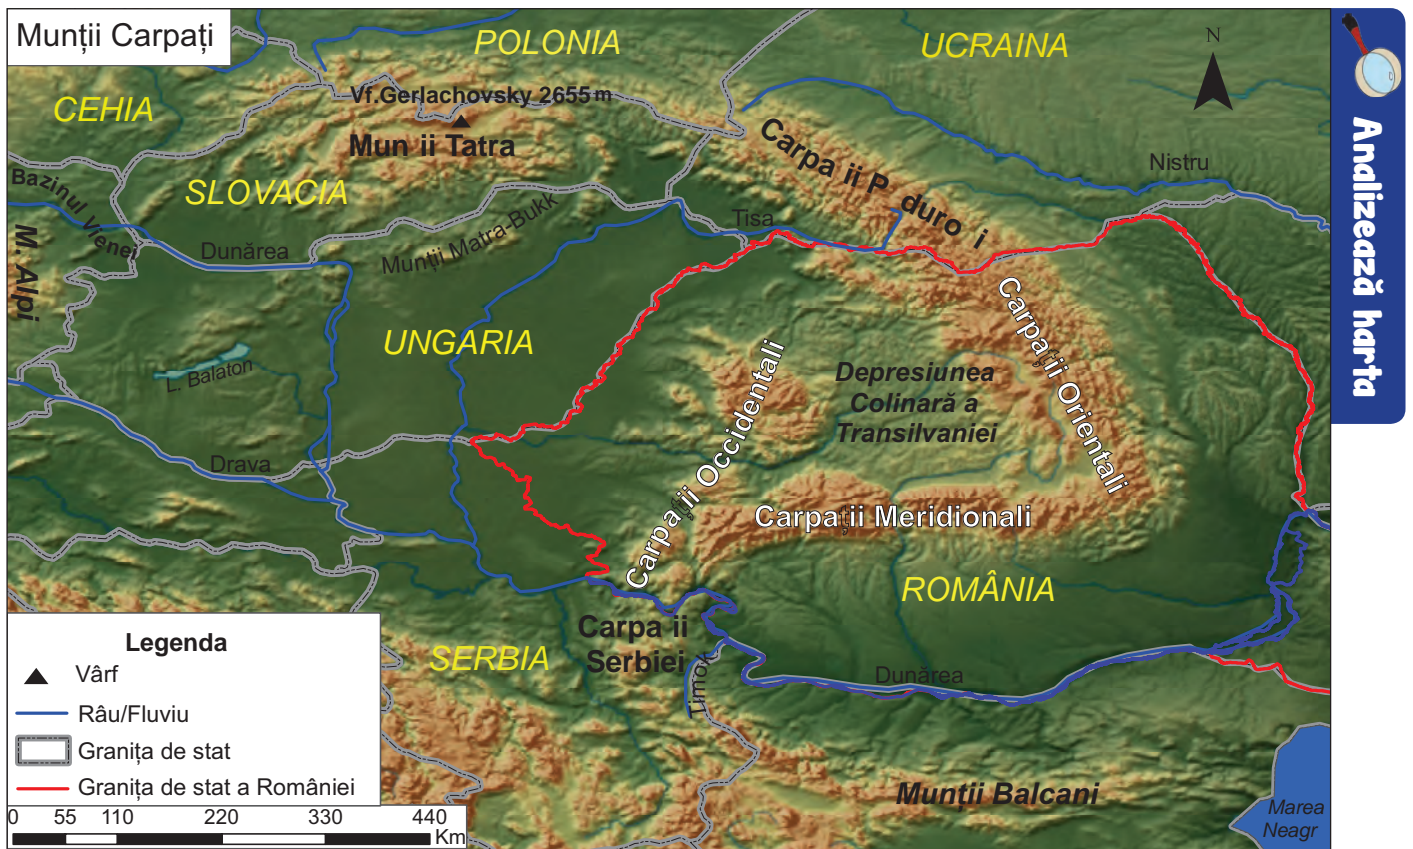 Munții Carpați
POLONIA
UCRAINA
N
CEHIA
Vf.Gerlachovsky 2655 m
Mun ii Tatra
Carpa ii P duro i
Nistru
Bazinul Vienei
SLOVACIA
Tisa
M. Alpi
Dunărea
Munții Matra-Bukk
UNGARIA
L. Balaton
Carpații Orientali
Carpații Occidentali
Depresiunea
Colinară a
Transilvaniei
Drava
Carpații Meridionali
ROMÂNIA
Carpa ii
Serbiei
SERBIA
Timok
Dunărea
Munții Balcani
Marea
Neagr
Legenda
Vârf
Râu/Fluviu
Granița de stat
Granița de stat a României
0 55 110 220 330 440
Km
Analizează harta